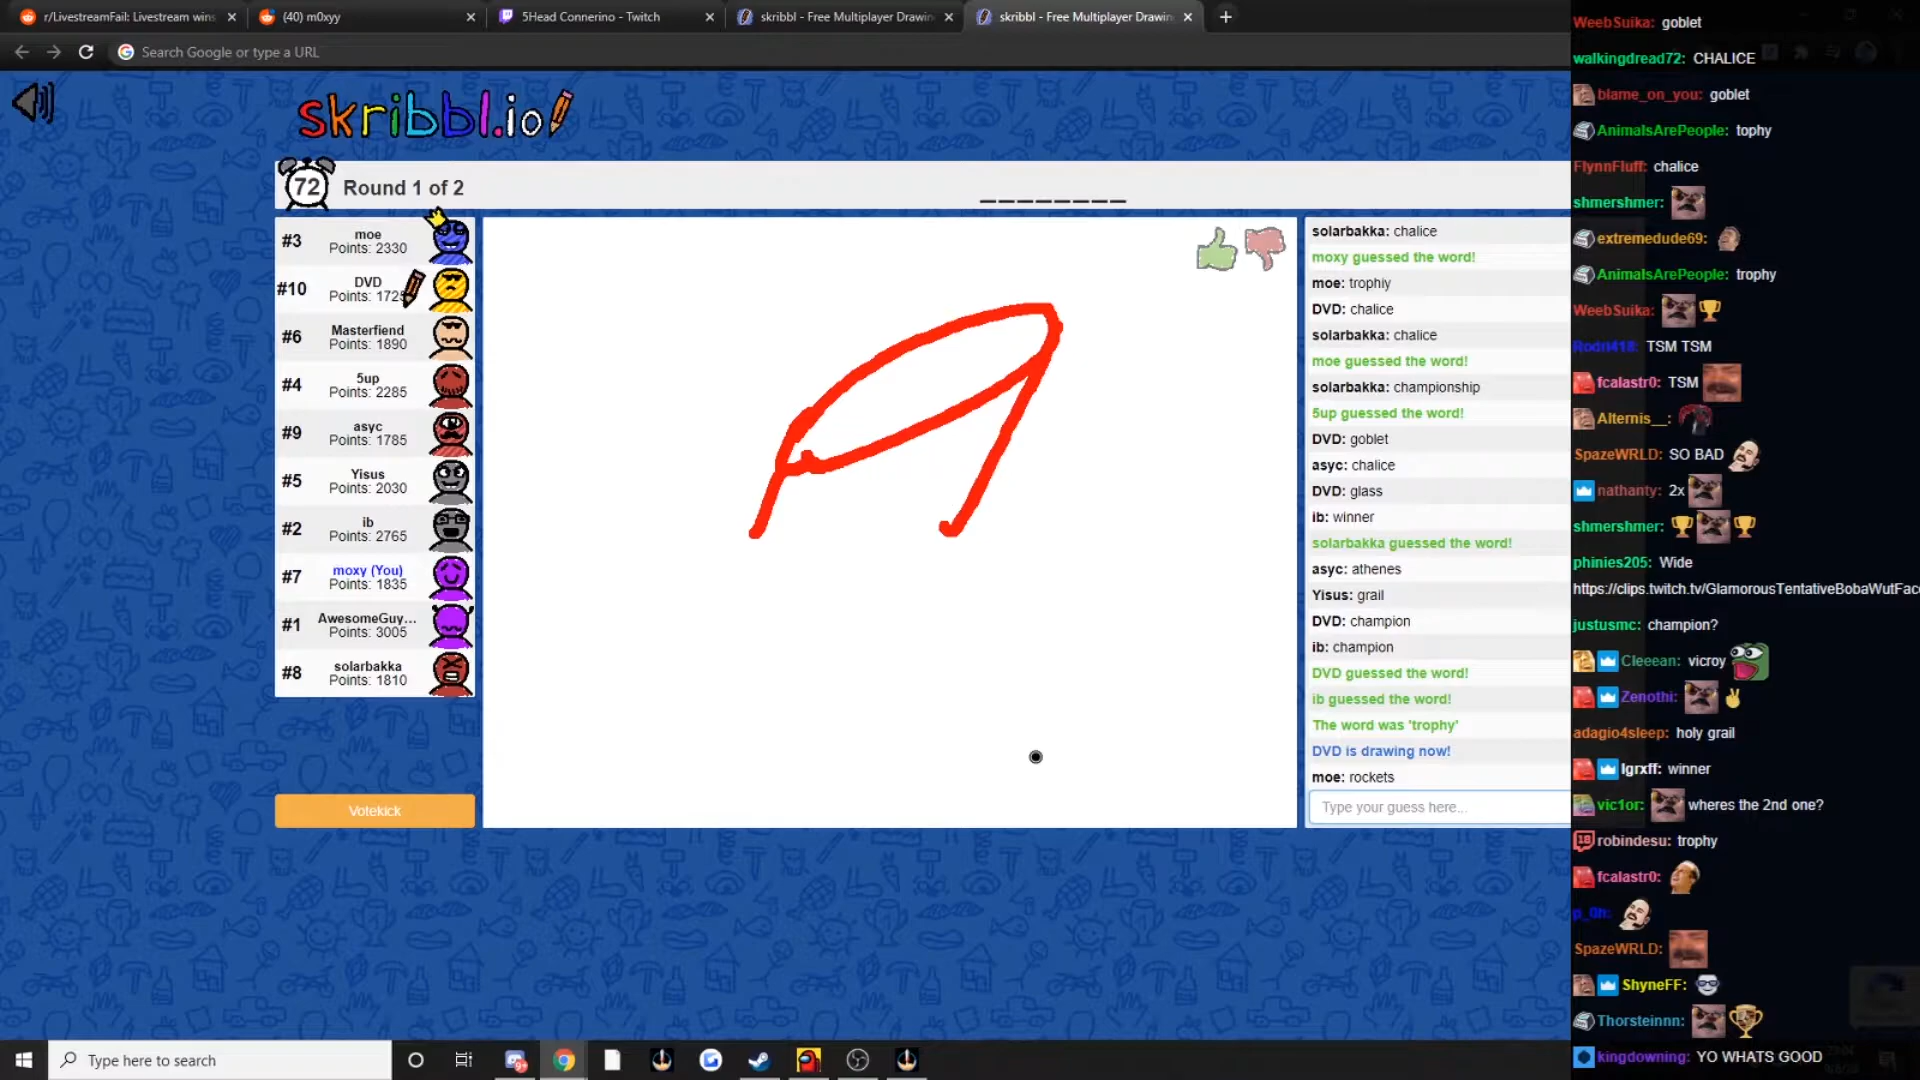 r/LivestreamFail: Livestream wins
(40) m0xyy
5Head Connerino - Twitch
skribbl - Free Multiplayer Drawin
skribbl - Free Multiplayer Drawin
Search Google or type a URL
skribbl.io
72
Round 1 of 2
________
#3
moe
Points: 2330
#10
DVD
Points: 1725
#6
Masterfiend
Points: 1890
#4
5up
Points: 2285
#9
asyc
Points: 1785
#5
Yisus
Points: 2030
#2
ib
Points: 2765
#7
moxy (You)
Points: 1835
#1
AwesomeGuy...
Points: 3005
#8
solarbakka
Points: 1810
Votekick
solarbakka: chalice
moxy guessed the word!
moe: trophiy
DVD: chalice
solarbakka: chalice
moe guessed the word!
solarbakka: championship
5up guessed the word!
DVD: goblet
asyc: chalice
DVD: glass
ib: winner
solarbakka guessed the word!
asyc: athenes
Yisus: grail
DVD: champion
ib: champion
DVD guessed the word!
ib guessed the word!
The word was 'trophy'
DVD is drawing now!
moe: rockets
Type your guess here...
WeebSuika: goblet
walkingdread72: CHALICE
blame_on_you: goblet
AnimalsArePeople: tophy
FlynnFluff: chalice
shmershmer:
extremedude69:
AnimalsArePeople: trophy
WeebSuika:
Rodri418: TSM TSM
fcalastr0: TSM
Alternis__:
SpazeWRLD: SO BAD
nathanty: 2x
shmershmer:
phinies205: Wide
https://clips.twitch.tv/GlamorousTentativeBobaWutFace
justusmc: champion?
Cleeean: vicroy
Zenothi:
adagio4sleep: holy grail
lgrxff: winner
vic1or: wheres the 2nd one?
robindesu: trophy
fcalastr0:
p_0h:
SpazeWRLD:
ShyneFF:
Thorsteinnn:
kingdowning: YO WHATS GOOD
Type here to search